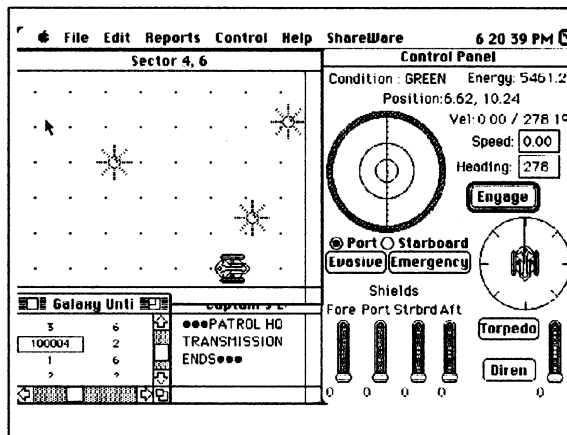 File Edit Reports Control Help ShareWare 6 20 39 PM
Sector 4, 6
Control Panel
Condition : GREEN Energy: 5461.2
Position:6.62, 10.24
Vel:0.00 / 278 19
Speed: 0.00
Heading: 278
Engage
Port Starboard
Evasive Emergency
Shields
Fore Port Strbrd Aft
Torpedo
Diren
0 0 0 0 0
Galaxy Unti
3 6
100004 2
1 6
? ?
Captain's L
●●●PATROL HQ
TRANSMISSION
ENDS●●●